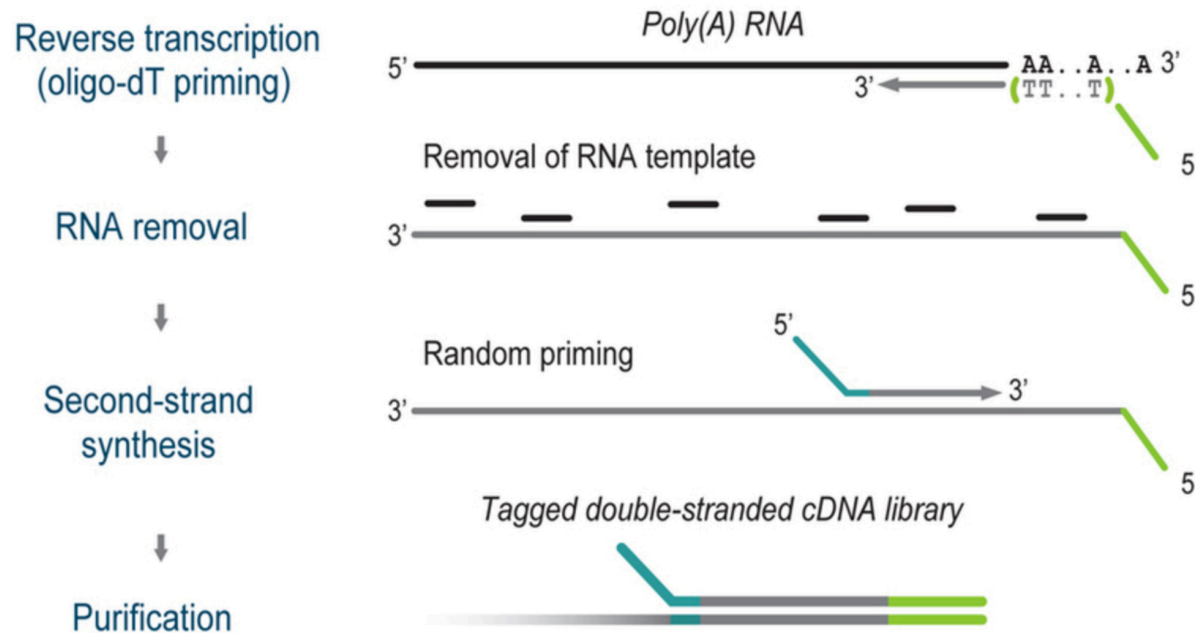 Reverse transcription
(oligo-dT priming)
Poly(A) RNA
5’
AA..A..A 3’
3’
(TT..T)
5
Removal of RNA template
RNA removal
3’
5
Random priming
5’
3’
Second-strand
synthesis
3’
5
Tagged double-stranded cDNA library
Purification